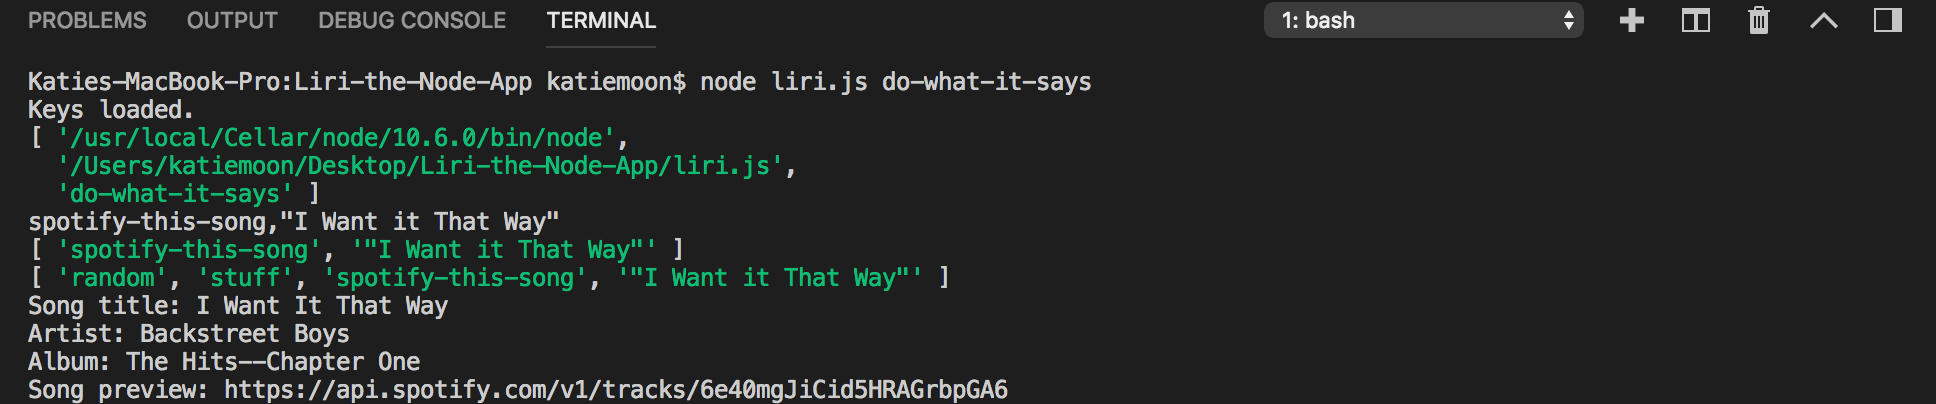 PROBLEMS OUTPUT DEBUG CONSOLE TERMINAL 1: bash
Katies-MacBook-Pro:Liri-the-Node-App katiemoon$ node liri.js do-what-it-says
Keys loaded.
[ '/usr/local/Cellar/node/10.6.0/bin/node',
'/Users/katiemoon/Desktop/Liri-the-Node-App/liri.js',
'do-what-it-says' ]
spotify-this-song,"I Want it That Way"
[ 'spotify-this-song', '"I Want it That Way"' ]
[ 'random', 'stuff', 'spotify-this-song', '"I Want it That Way"' ]
Song title: I Want It That Way
Artist: Backstreet Boys
Album: The Hits--Chapter One
Song preview: https://api.spotify.com/v1/tracks/6e40mgJiCid5HRAGrbpGA6